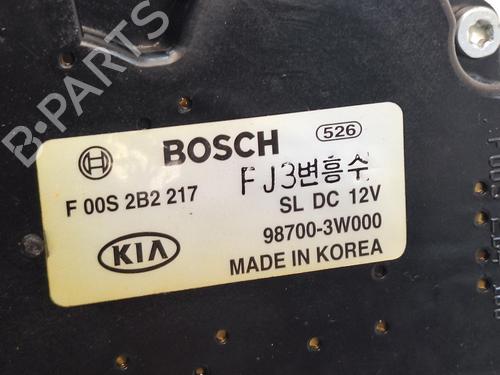 BOSCH
526
F 00S 2B2 217
FJ3변흥수
SL DC 12V
98700-3W000
KIA
MADE IN KOREA
B-PARTS